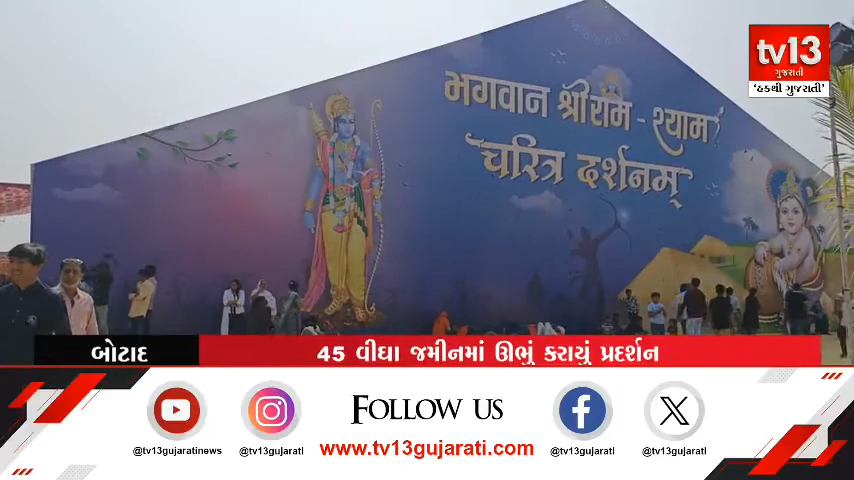 tv13
ગુજરાતી
'હકથી ગુજરાતી'
भगवान श्रीराम - श्याम
चरित्र दर्शनम्
બોટાદ
45 વીઘા જમીનમાં ઊભું કરાયું પ્રદર્શન
FOLLOW US
@tv13gujaratinews
@tv13gujarati
www.tv13gujarati.com
@tv13gujarati
@tv13gujarati